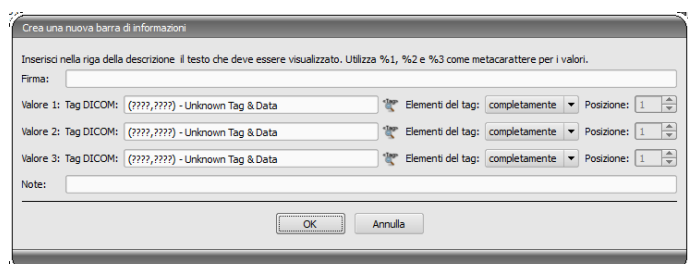 Crea una nuova barra di informazioni
Inserisci nella riga della descrizione il testo che deve essere visualizzato. Utilizza %1, %2 e %3 come metacarattere per i valori.
Firma:
Valore 1: Tag DICOM: (????,????) - Unknown Tag & Data Elementi del tag: completamente Posizione: 1
Valore 2: Tag DICOM: (????,????) - Unknown Tag & Data Elementi del tag: completamente Posizione: 1
Valore 3: Tag DICOM: (????,????) - Unknown Tag & Data Elementi del tag: completamente Posizione: 1
Note:
OK Annulla